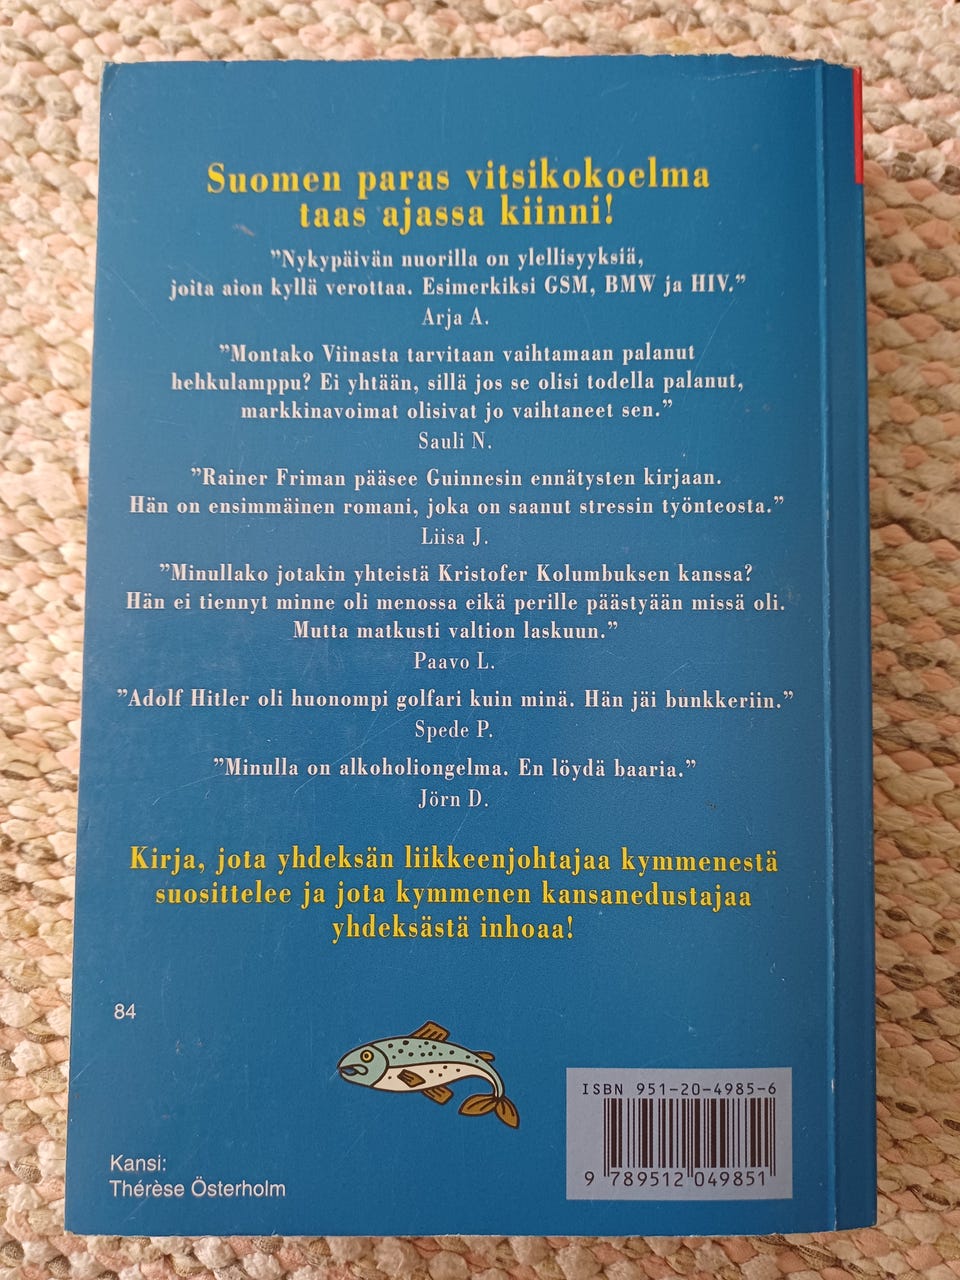 Suomen paras vitsikokoelma
taas ajassa kiinni!
”Nykypäivän nuorilla on ylellisyyksiä,
joita aion kyllä verottaa. Esimerkiksi GSM, BMW ja HIV.”
Arja A.
”Montako Viinasta tarvitaan vaihtamaan palanut
hehkulamppu? Ei yhtään, sillä jos se olisi todella palanut,
markkinavoimat olisivat jo vaihtaneet sen.”
Sauli N.
”Rainer Friman pääsee Guinnesin ennätysten kirjaan.
Hän on ensimmäinen romani, joka on saanut stressin työnteosta.”
Liisa J.
”Minullako jotakin yhteistä Kristofer Kolumbuksen kanssa?
Hän ei tiennyt minne oli menossa eikä perille päästyään missä oli.
Mutta matkusti valtion laskuun.”
Paavo L.
”Adolf Hitler oli huonompi golfari kuin minä. Hän jäi bunkkeriin.”
Spede P.
”Minulla on alkoholiongelma. En löydä baaria.”
Jörn D.
Kirja, jota yhdeksän liikkeenjohtajaa kymmenestä
suosittelee ja jota kymmenen kansanedustajaa
yhdeksästä inhoaa!
84
ISBN 951-20-4985-6
9 789512 049851
Kansi:
Thérèse Österholm